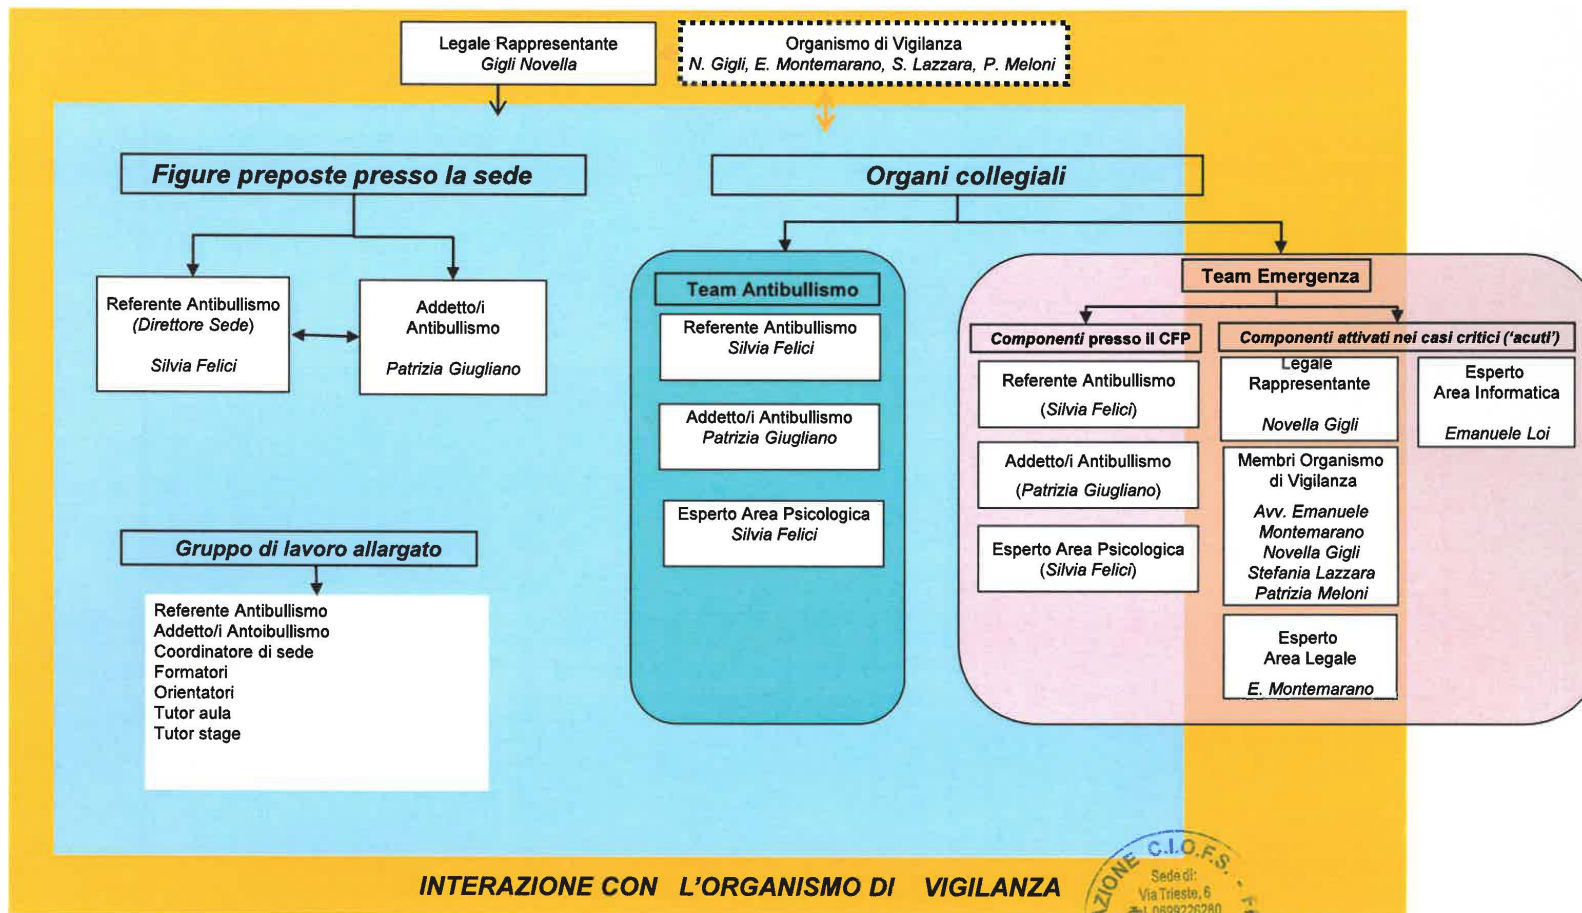 Legale Rappresentante
Gigli Novella
Organismo di Vigilanza
N. Gigli, E. Montemarano, S. Lazzara, P. Meloni
Figure preposte presso la sede
Organi collegiali
Referente Antibullismo
(Direttore Sede)
Silvia Felici
Addetto/i
Antibullismo
Patrizia Giugliano
Team Antibullismo
Referente Antibullismo
Silvia Felici
Addetto/i Antibullismo
Patrizia Giugliano
Esperto Area Psicologica
Silvia Felici
Team Emergenza
Componenti presso il CFP
Referente Antibullismo
(Silvia Felici)
Addetto/i Antibullismo
(Patrizia Giugliano)
Esperto Area Psicologica
(Silvia Felici)
Componenti attivati nei casi critici ('acuti')
Legale
Rappresentante
Novella Gigli
Membri Organismo
di Vigilanza
Avv. Emanuele
Montemarano
Novella Gigli
Stefania Lazzara
Patrizia Meloni
Esperto
Area Legale
E. Montemarano
Esperto
Area Informatica
Emanuele Loi
Gruppo di lavoro allargato
Referente Antibullismo
Addetto/i Antoibullismo
Coordinatore di sede
Formatori
Orientatori
Tutor aula
Tutor stage
INTERAZIONE CON L'ORGANISMO DI VIGILANZA
C.I.O.F.S. -
Sede di:
Via Trieste, 6
0699226280